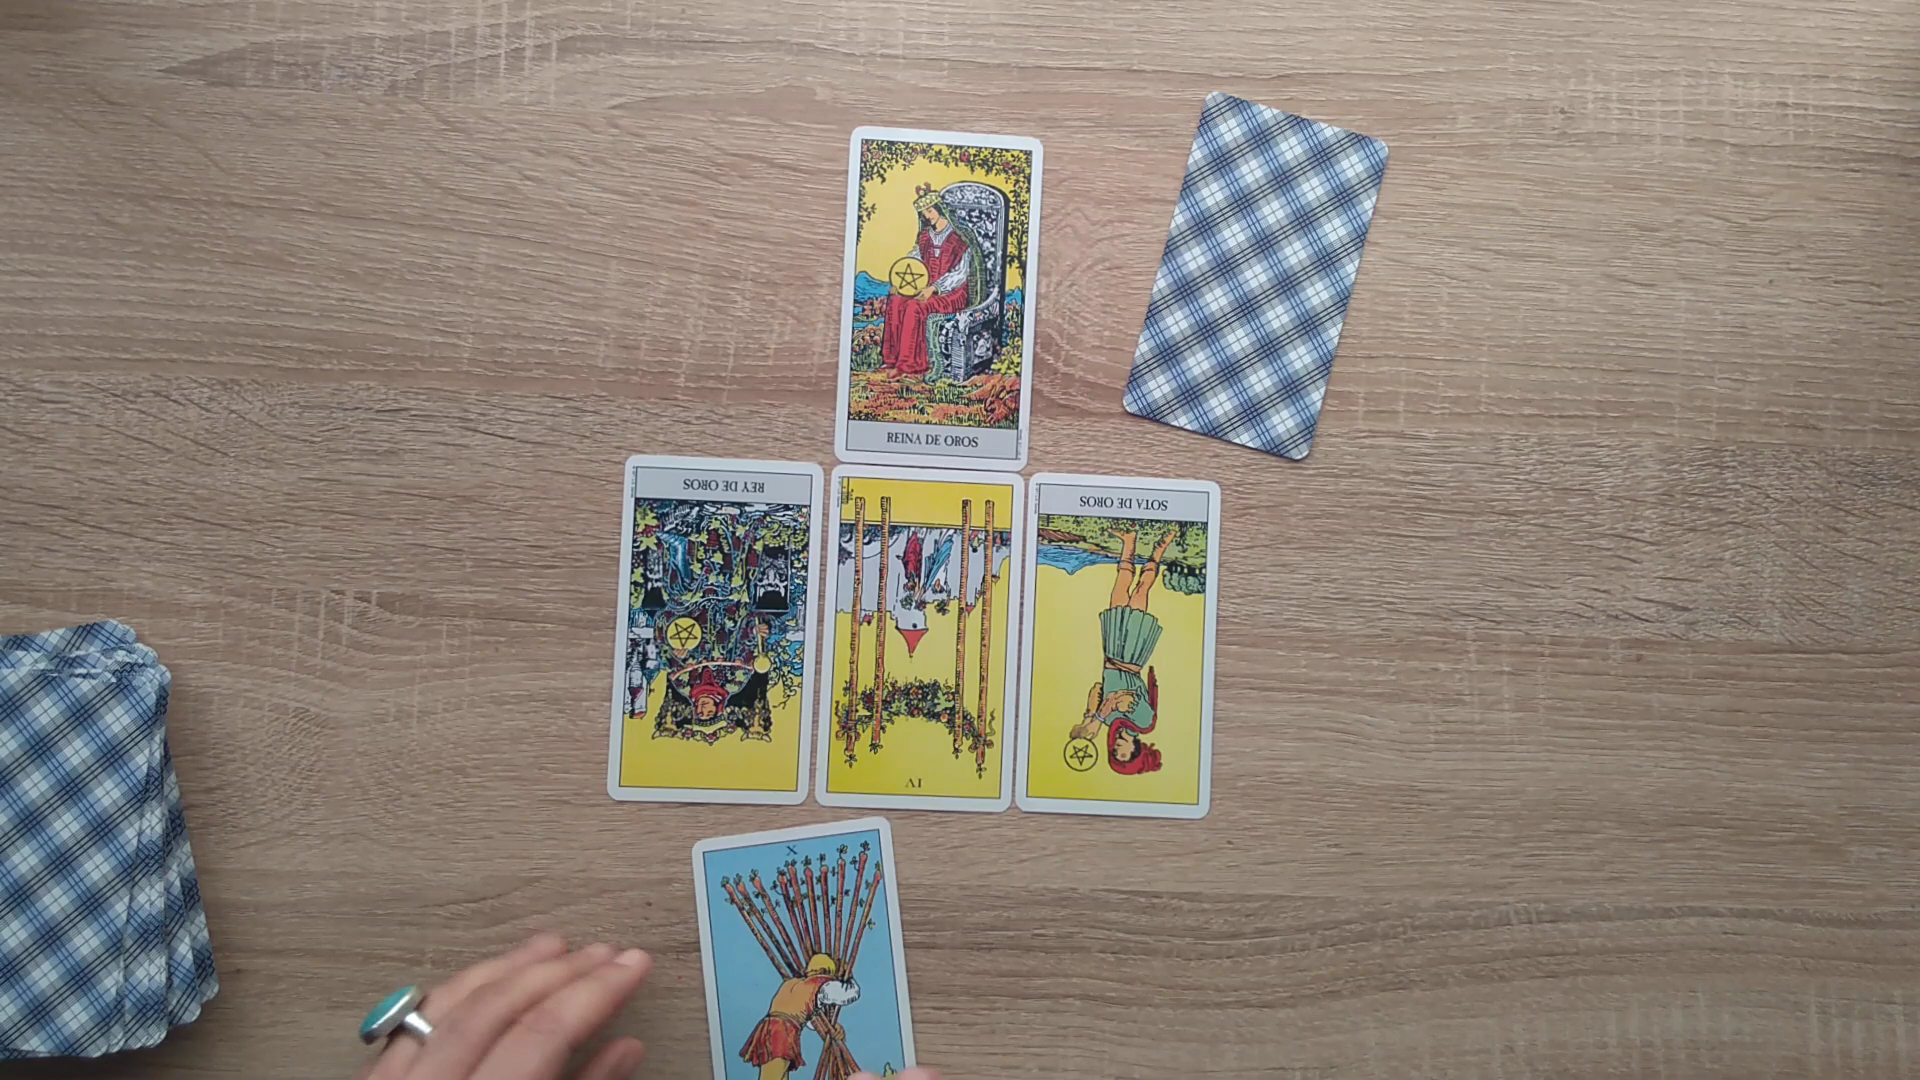 REINA DE OROS
REY DE OROS
IV
SOTA DE OROS
X